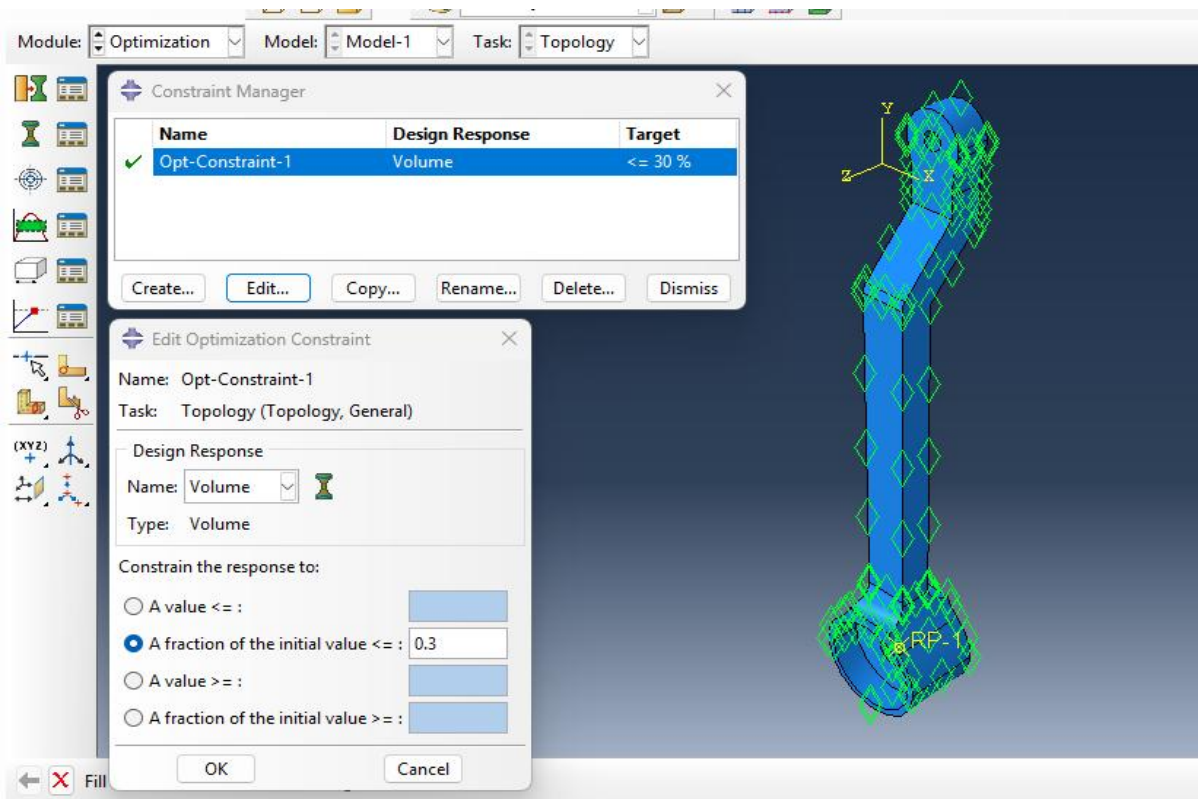 Module: Optimization Model: Model-1 Task: Topology
Constraint Manager
Name Design Response Target
Opt-Constraint-1 Volume <= 30 %
Create... Edit... Copy... Rename... Delete... Dismiss
Edit Optimization Constraint
Name: Opt-Constraint-1
Task: Topology (Topology, General)
Design Response
Name: Volume
Type: Volume
Constrain the response to:
A value <= :
A fraction of the initial value <= : 0.3
A value >= :
A fraction of the initial value >= :
OK Cancel
Fill
(XYZ)
Y
Z X
RP-1